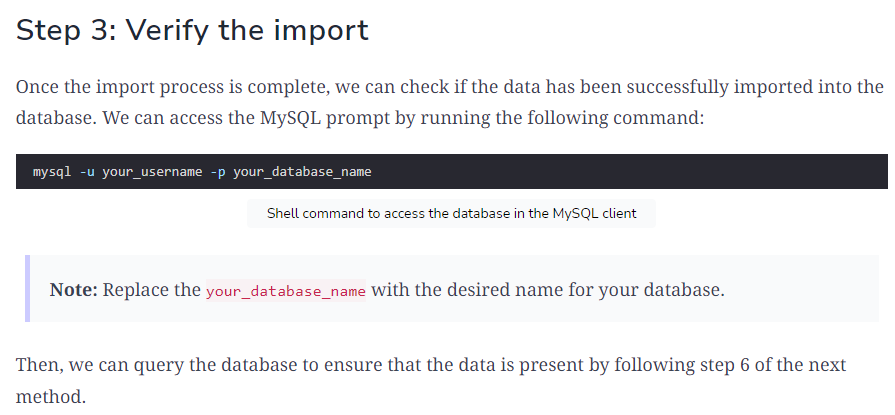 Step 3: Verify the import
Once the import process is complete, we can check if the data has been successfully imported into the
database. We can access the MySQL prompt by running the following command:
mysql -u your_username -p your_database_name
Shell command to access the database in the MySQL client
Note: Replace the your_database_name with the desired name for your database.
Then, we can query the database to ensure that the data is present by following step 6 of the next
method.